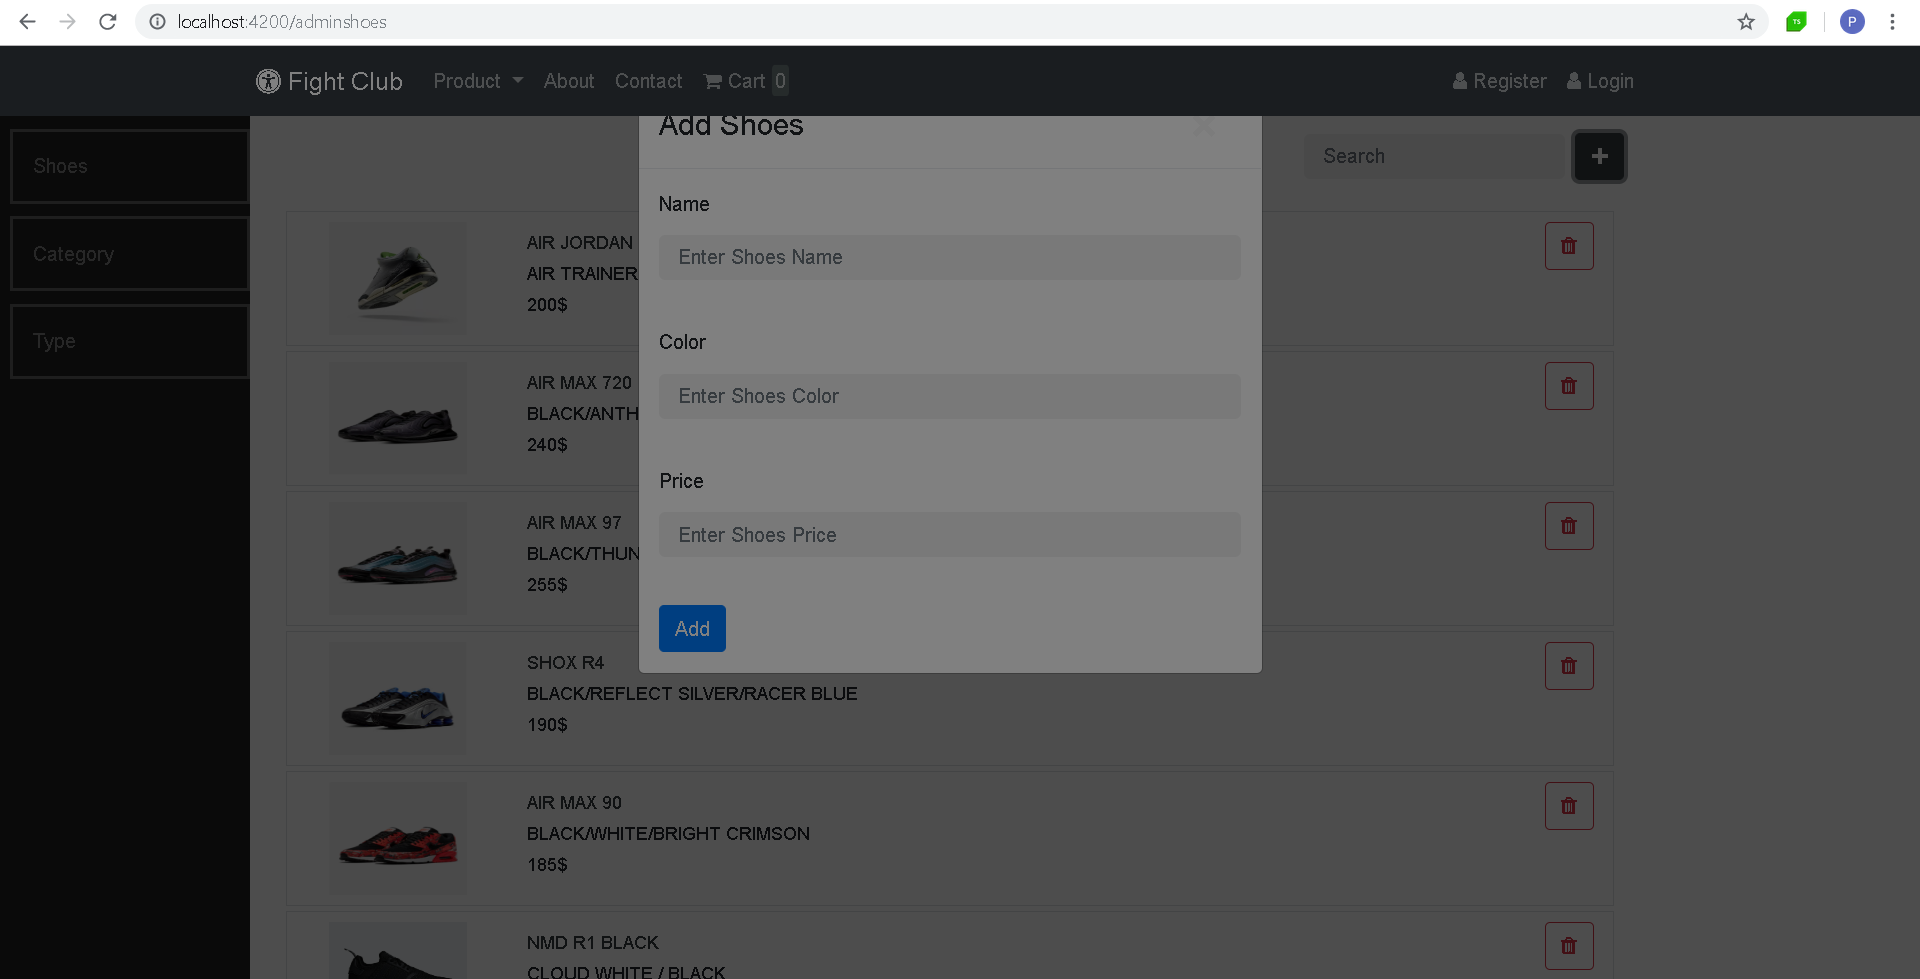 localhost:4200/adminshoes
TS
P
Fight Club Product About Contact Cart 0 Register Login
Add Shoes
×
Shoes
Category
Type
Search
+
Name
Enter Shoes Name
Color
Enter Shoes Color
Price
Enter Shoes Price
Add
AIR JORDAN
AIR TRAINER
200$
AIR MAX 720
BLACK/ANTH
240$
AIR MAX 97
BLACK/THUN
255$
SHOX R4
BLACK/REFLECT SILVER/RACER BLUE
190$
AIR MAX 90
BLACK/WHITE/BRIGHT CRIMSON
185$
NMD R1 BLACK
CLOUD WHITE / BLACK